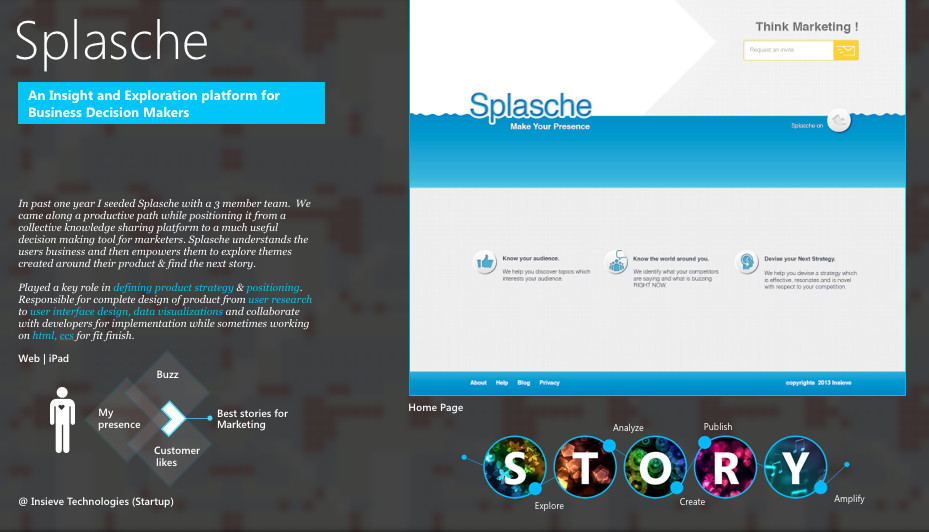 Splasche
An Insight and Exploration platform for
Business Decision Makers
In past one year I seeded Splasche with a 3 member team. We
came along a productive path while positioning it from a
collective knowledge sharing platform to a much useful
decision making tool for marketers. Splasche understands the
users business and then empowers them to explore themes
created around their product & find the next story.
Played a key role in defining product strategy & positioning.
Responsible for complete design of product from user research
to user interface design, data visualizations and collaborate
with developers for implementation while sometimes working
on html, ccs for fit finish.
Web | iPad
Buzz
My
presence
Best stories for
Marketing
Customer
likes
@ Insieve Technologies (Startup)
Think Marketing !
Request an invite
Splasche
Make Your Presence
Splasche-on
Know your audience.
We help you discover topics which
interests your audience.
Know the world around you.
We identify what your competitors
are saying and what is buzzing
RIGHT NOW.
Devise your Next Strategy.
We help you devise a strategy which
is effective, resonates and is novel
with respect to your competition.
About Help Blog Privacy
copyrights 2013 Insieve
Home Page
Analyze
Publish
STORY
Explore
Create
Amplify